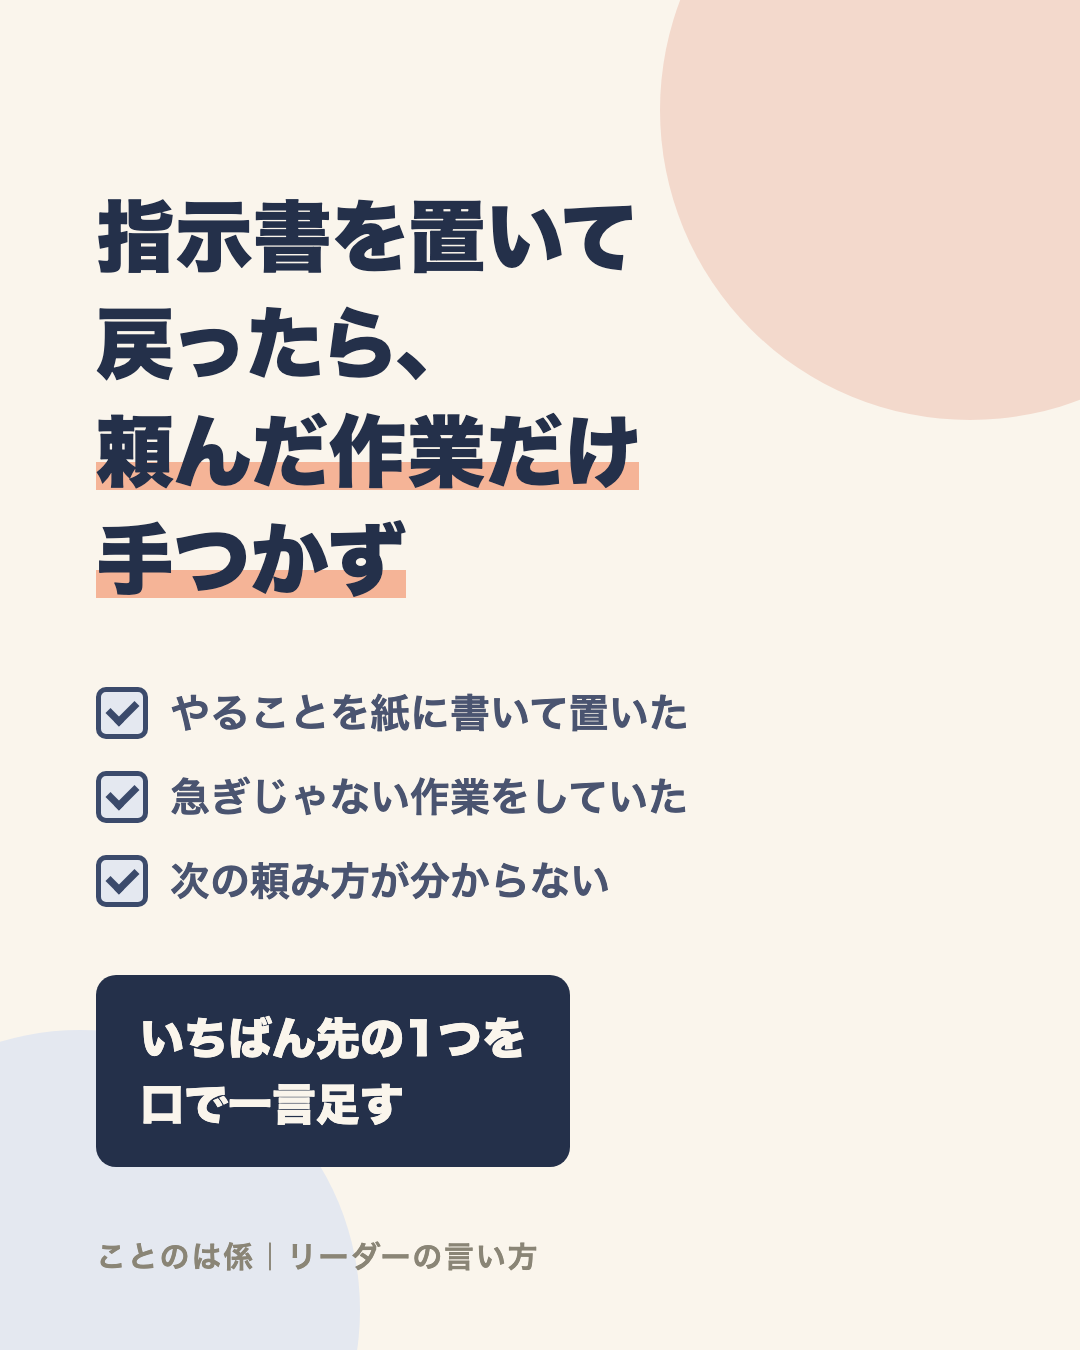 指示書を置いて
戻ったら、
頼んだ作業だけ
手つかず
やることを紙に書いて置いた
急ぎじゃない作業をしていた
次の頼み方が分からない
いちばん先の1つを
口で一言足す
ことのは係｜リーダーの言い方